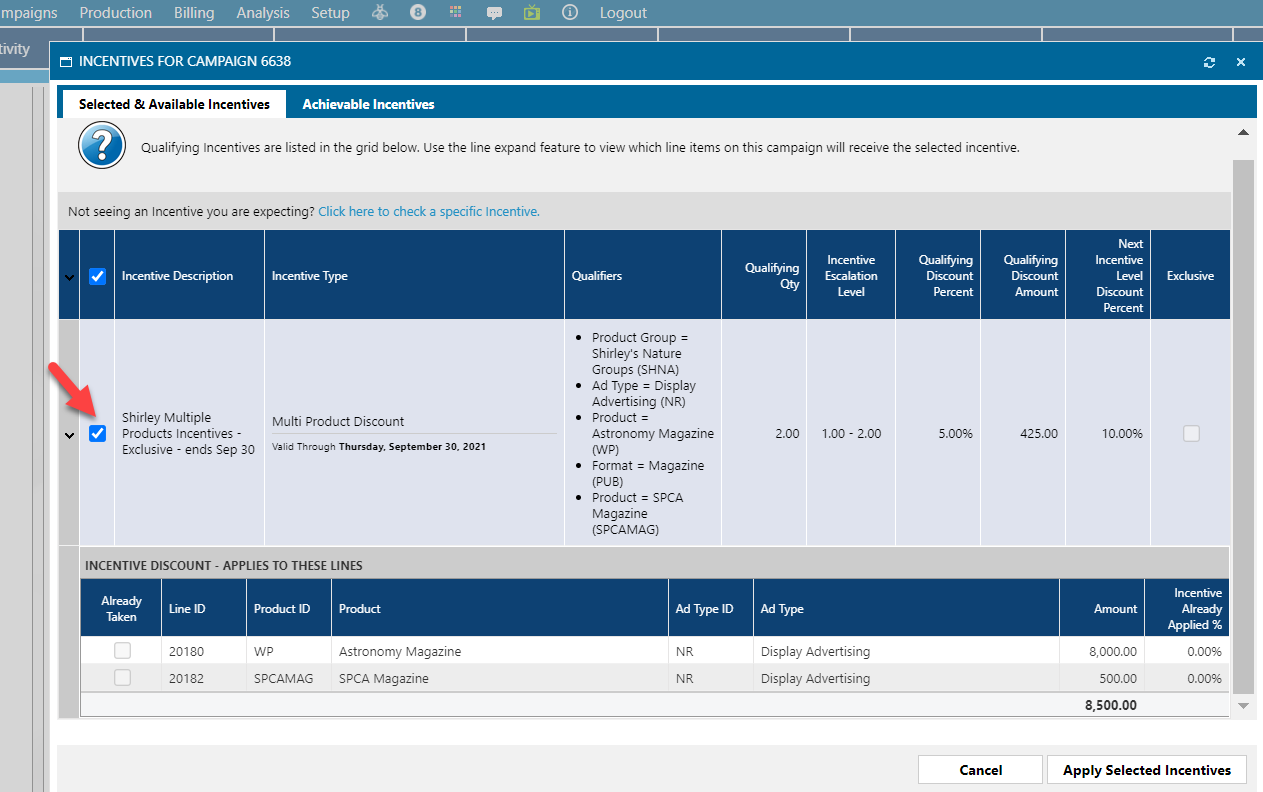 mpaigns Production Billing Analysis Setup 8 Logout
tivity
INCENTIVES FOR CAMPAIGN 6638
Selected & Available Incentives Achievable Incentives
? Qualifying Incentives are listed in the grid below. Use the line expand feature to view which line items on this campaign will receive the selected incentive.
Not seeing an Incentive you are expecting? Click here to check a specific Incentive.
Incentive Description
Incentive Type
Qualifiers
Qualifying
Qty
Incentive
Escalation
Level
Qualifying
Discount
Percent
Qualifying
Discount
Amount
Next
Incentive
Level
Discount
Percent
Exclusive
Shirley Multiple
Products Incentives -
Exclusive - ends Sep 30
Multi Product Discount
Valid Through Thursday, September 30, 2021
• Product Group =
Shirley's Nature
Groups (SHNA)
• Ad Type = Display
Advertising (NR)
• Product =
Astronomy Magazine
(WP)
• Format = Magazine
(PUB)
• Product = SPCA
Magazine
(SPCAMAG)
2.00
1.00 - 2.00
5.00%
425.00
10.00%
INCENTIVE DISCOUNT - APPLIES TO THESE LINES
Already
Taken
Line ID
Product ID
Product
Ad Type ID
Ad Type
Amount
Incentive
Already
Applied %
20180 WP Astronomy Magazine NR Display Advertising 8,000.00 0.00%
20182 SPCAMAG SPCA Magazine NR Display Advertising 500.00 0.00%
8,500.00
Cancel Apply Selected Incentives